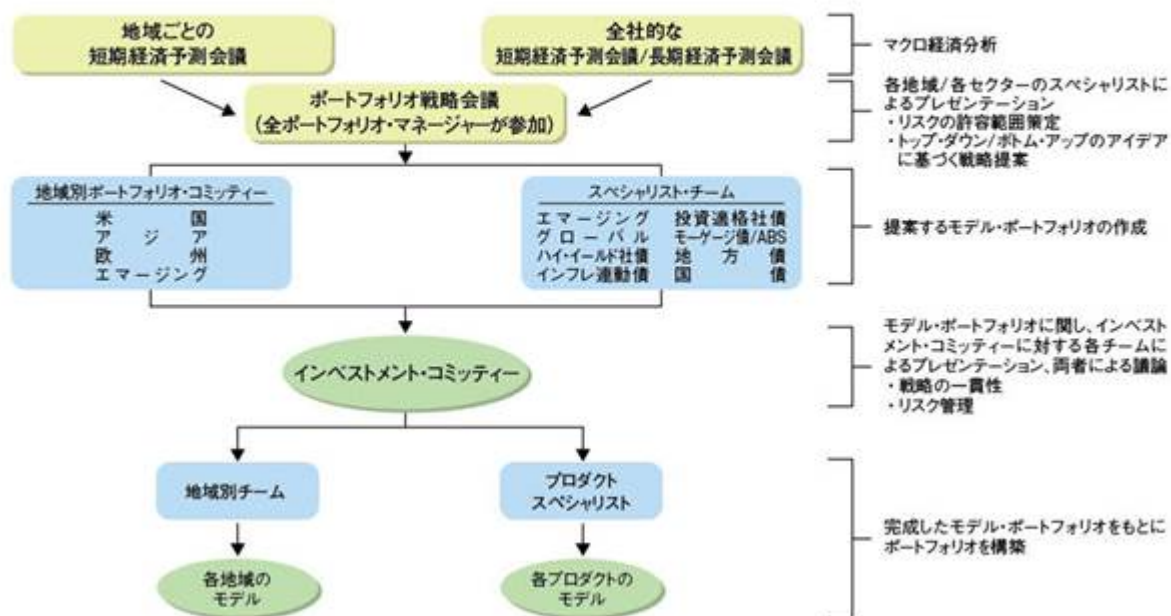 地域ごとの
短期経済予測会議
全社的な
短期経済予測会議/長期経済予測会議
マクロ経済分析
ポートフォリオ戦略会議
(全ポートフォリオ・マネージャーが参加)
各地域/各セクターのスペシャリストに
よるプレゼンテーション
・リスクの許容範囲策定
・トップ・ダウン/ボトム・アップのアイデア
に基づく戦略提案
地域別ポートフォリオ・コミッティー
米 国
ア ジ ア
欧 州
エマージング
スペシャリスト・チーム
エマージング 投資適格社債
グローバル モーゲージ債/ABS
ハイ・イールド社債 地方債
インフレ連動債 国債
提案するモデル・ポートフォリオの作成
インベストメント・コミッティー
モデル・ポートフォリオに関し、インベスト
メント・コミッティーに対する各チームに
よるプレゼンテーション、両者による議論
・戦略の一貫性
・リスク管理
地域別チーム
プロダクト
スペシャリスト
完成したモデル・ポートフォリオをもとに
ポートフォリオを構築
各地域の
モデル
各プロダクトの
モデル